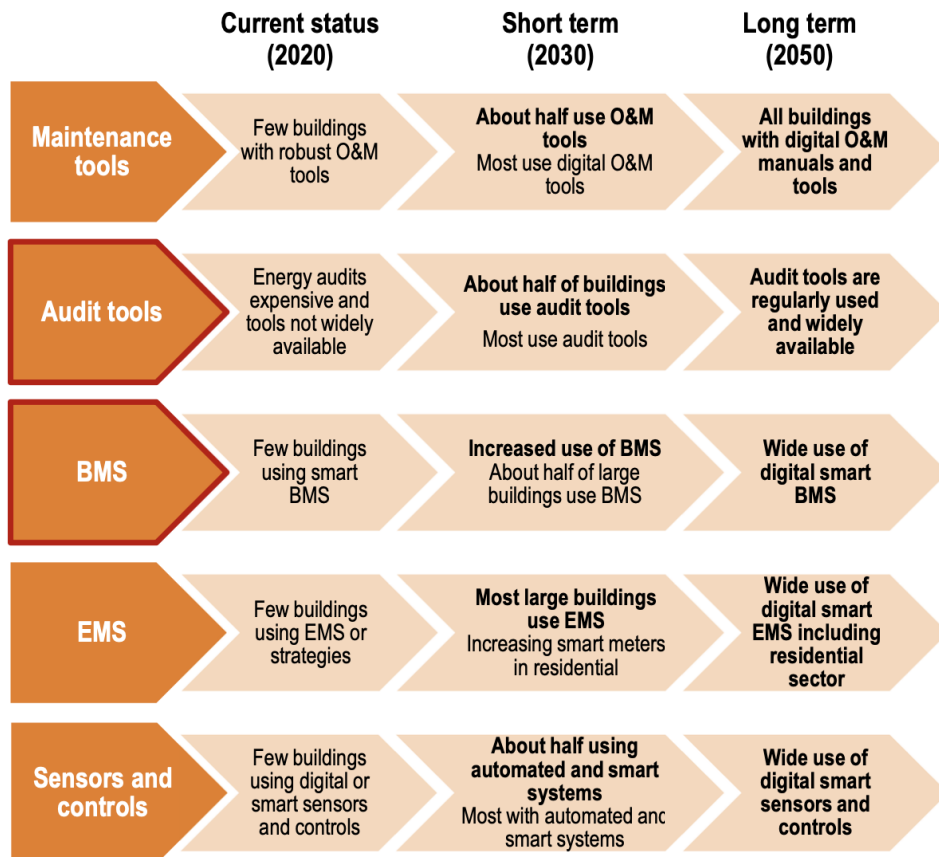 Current status
(2020)
Short term
(2030)
Long term
(2050)
Maintenance
tools
Few buildings
with robust O&M
tools
About half use O&M
tools
Most use digital O&M
tools
All buildings
with digital O&M
manuals and
tools
Audit tools
Energy audits
expensive and
tools not widely
available
About half of buildings
use audit tools
Most use audit tools
Audit tools are
regularly used
and widely
available
BMS
Few buildings
using smart
BMS
Increased use of BMS
About half of large
buildings use BMS
Wide use of
digital smart
BMS
EMS
Few buildings
using EMS or
strategies
Most large buildings
use EMS
Increasing smart meters
in residential
Wide use of
digital smart
EMS including
residential
sector
Sensors and
controls
Few buildings
using digital or
smart sensors
and controls
About half using
automated and smart
systems
Most with automated and
smart systems
Wide use of
digital smart
sensors and
controls